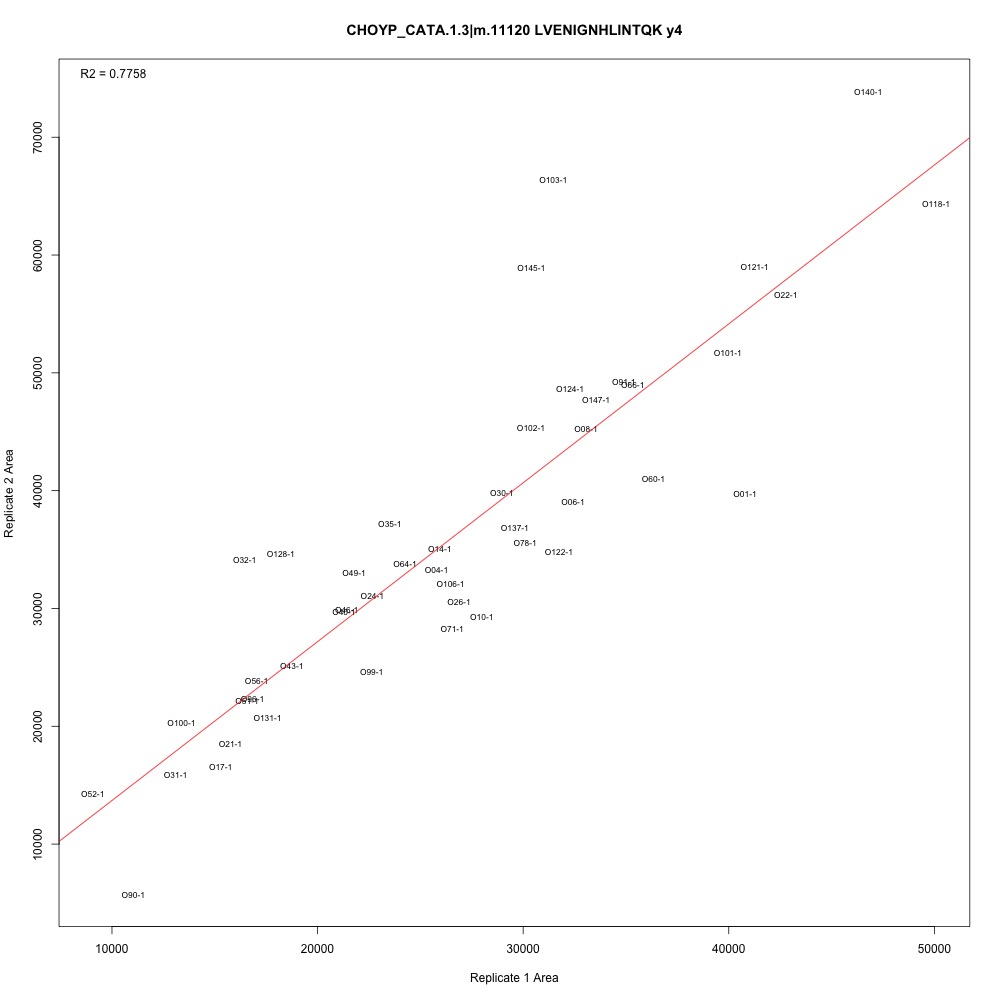 CHOYP_CATA.1.3|m.11120 LVENIGNHLINTQK y4
R2 = 0.7758
O140-1
O103-1
O118-1
O145-1
O121-1
O22-1
O101-1
O91-1
O66-1
O124-1
O147-1
O102-1
O08-1
O60-1
O30-1
O01-1
O06-1
O35-1
O137-1
O78-1
O14-1
O122-1
O128-1
O32-1
O64-1
O04-1
O49-1
O106-1
O24-1
O26-1
O46-1
O10-1
O71-1
O43-1
O99-1
O56-1
O51-1
O131-1
O100-1
O21-1
O17-1
O31-1
O52-1
O90-1
70000
60000
50000
40000
30000
20000
10000
Replicate 2 Area
10000 20000 30000 40000 50000
Replicate 1 Area